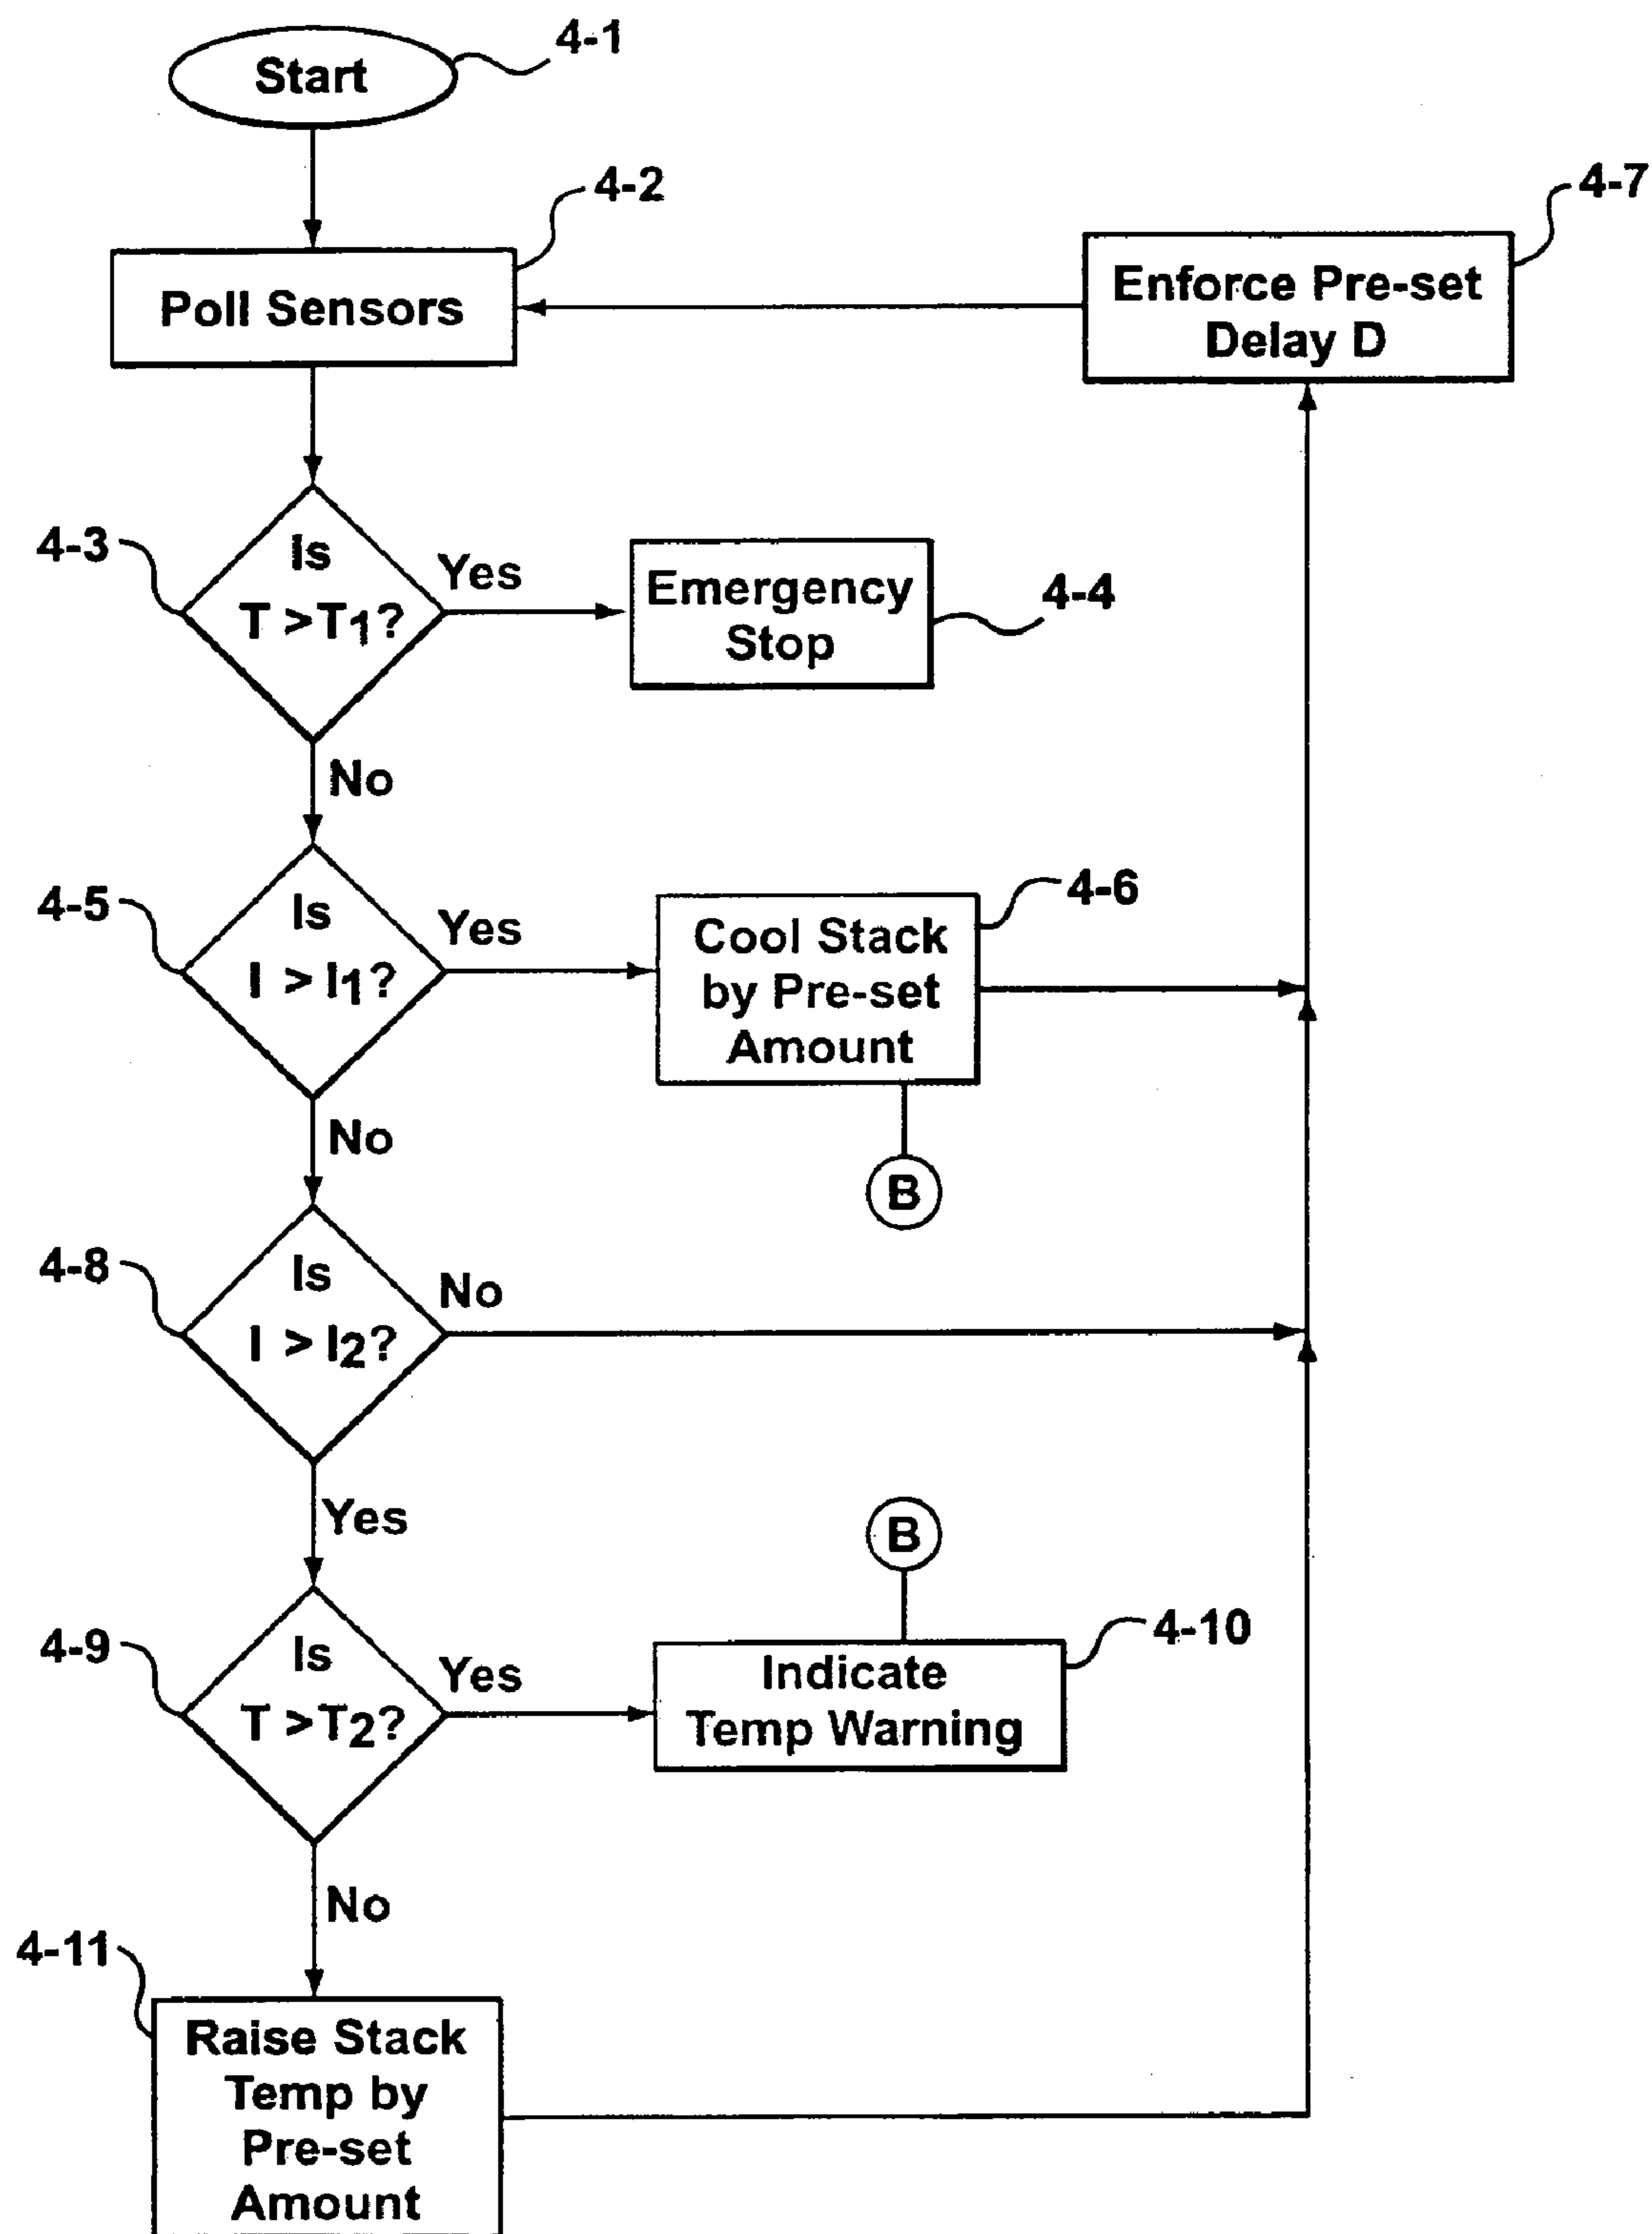 Start
4-1
4-2
Poll Sensors
4-7
Enforce Pre-set
Delay D
4-3
Is
T >T1?
Yes
Emergency
Stop
4-4
No
4-5
Is
I > I1?
Yes
Cool Stack
by Pre-set
Amount
4-6
B
No
4-8
Is
I > I2?
No
Yes
4-9
Is
T >T2?
Yes
B
Indicate
Temp Warning
4-10
No
4-11
Raise Stack
Temp by
Pre-set
Amount